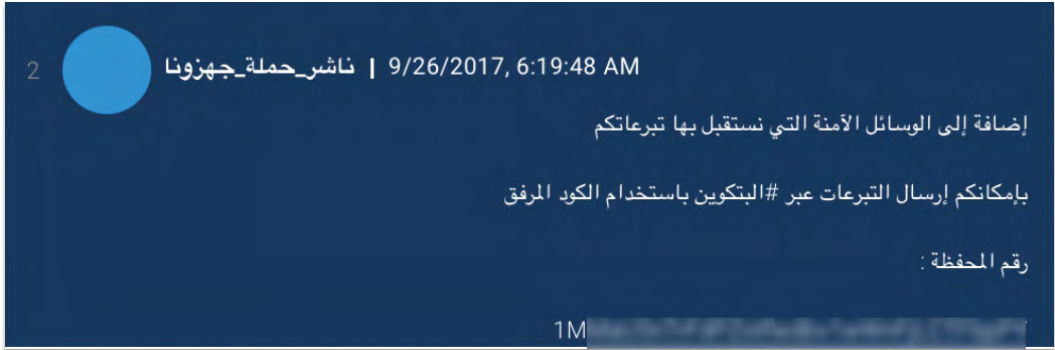 2 ناشر_حملة_جهزونا | 9/26/2017, 6:19:48 AM
إضافة إلى الوسائل الآمنة التي نستقبل بها تبرعاتكم
بإمكانكم إرسال التبرعات عبر #البتكوين باستخدام الكود المرفق
رقم المحفظة :
1M